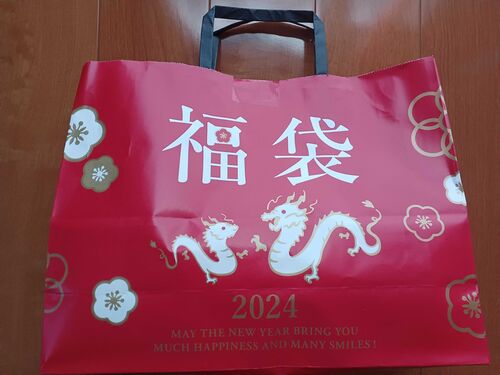 福袋
2024
MAY THE NEW YEAR BRING YOU
MUCH HAPPINESS AND MANY SMILES!